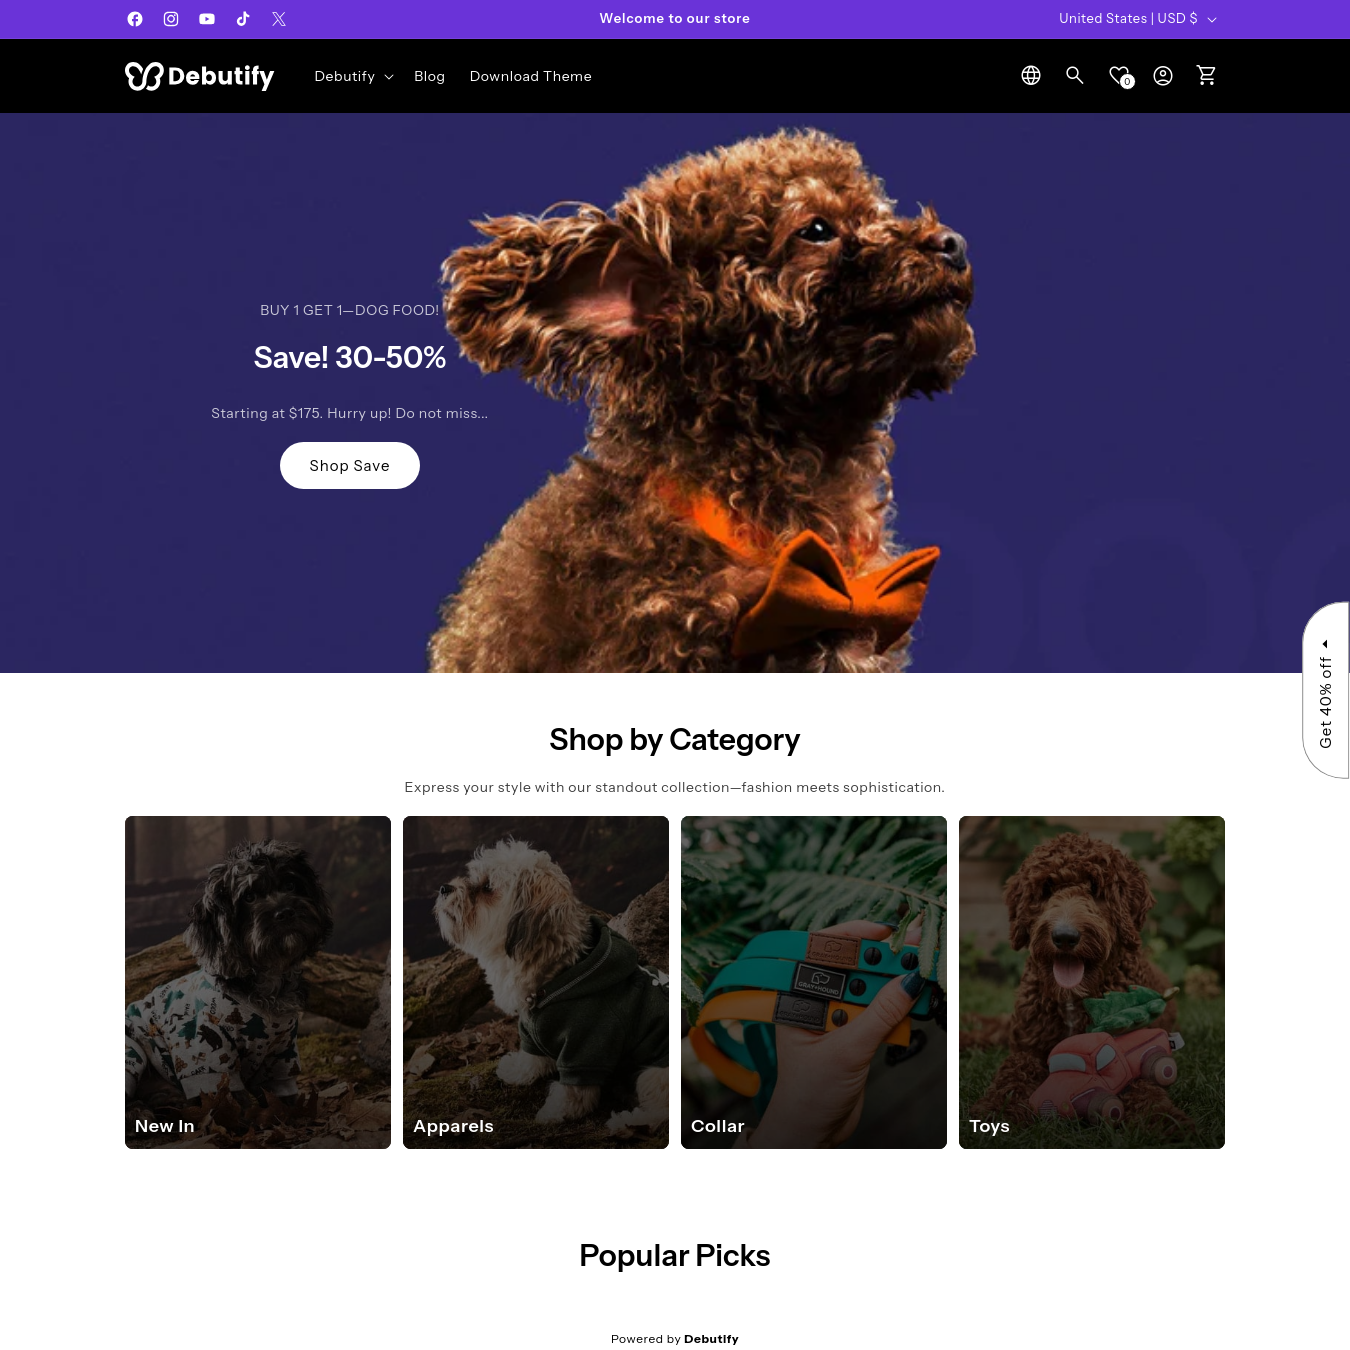 Welcome to our store
United States | USD $
Debutify
Debutify
Blog
Download Theme
0
BUY 1 GET 1—DOG FOOD!
Save! 30-50%
Starting at $175. Hurry up! Do not miss...
Shop Save
Get 40% off
Shop by Category
Express your style with our standout collection—fashion meets sophistication.
GRAY+HOUND
New In
Apparels
Collar
Toys
Popular Picks
Powered by Debutify